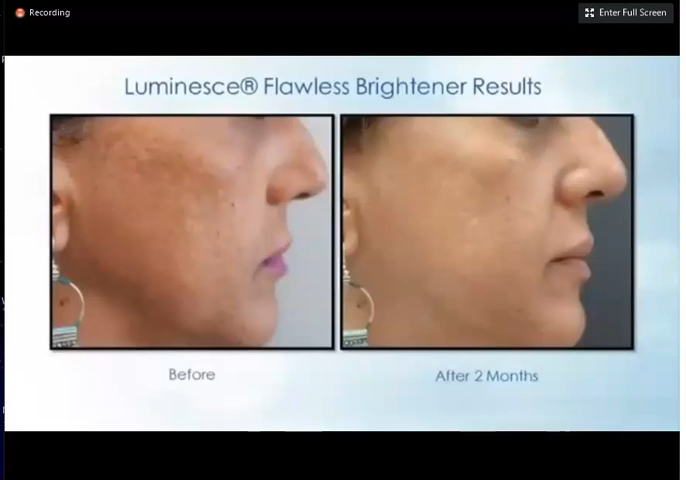 Recording
Enter Full Screen
Luminesce® Flawless Brightener Results
Before
After 2 Months